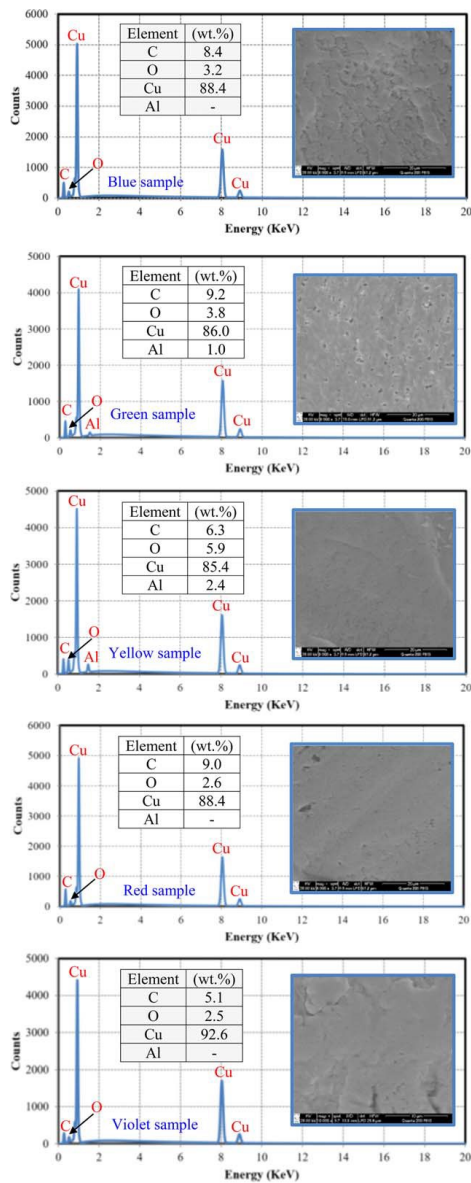 6000
5000
4000
3000
2000
1000
0
Counts
Cu
Element (wt.%)
C 8.4
O 3.2
Cu 88.4
Al -
C
O
Blue sample
Cu
Cu
0 2 4 6 8 10 12 14 16 18 20
Energy (KeV)
5000
4000
3000
2000
1000
0
Counts
Cu
Element (wt.%)
C 9.2
O 3.8
Cu 86.0
Al 1.0
C
O
Al
Green sample
Cu
Cu
0 2 4 6 8 10 12 14 16 18 20
Energy (KeV)
5000
4000
3000
2000
1000
0
Counts
Cu
Element (wt.%)
C 6.3
O 5.9
Cu 85.4
Al 2.4
C
O
Al
Yellow sample
Cu
Cu
0 2 4 6 8 10 12 14 16 18 20
Energy (KeV)
6000
5000
4000
3000
2000
1000
0
Counts
Cu
Element (wt.%)
C 9.0
O 2.6
Cu 88.4
Al -
C
O
Red sample
Cu
Cu
0 2 4 6 8 10 12 14 16 18 20
Energy (KeV)
5000
4000
3000
2000
1000
0
Counts
Cu
Element (wt.%)
C 5.1
O 2.5
Cu 92.6
Al -
C
O
Violet sample
Cu
Cu
0 2 4 6 8 10 12 14 16 18 20
Energy (KeV)